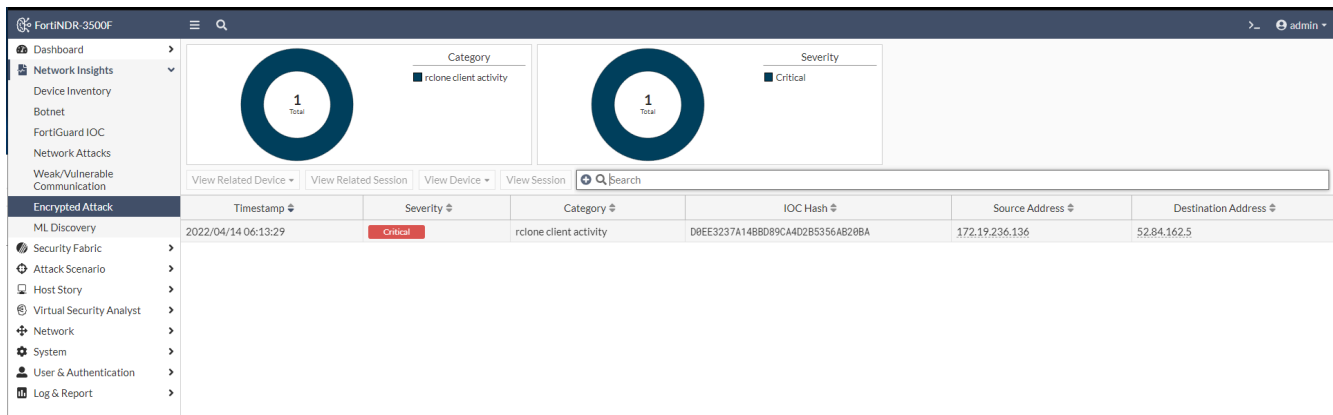 FortiNDR-3500F
>_ admin
Dashboard
Network Insights
Device Inventory
Botnet
FortiGuard IOC
Network Attacks
Weak/Vulnerable
Communication
Encrypted Attack
ML Discovery
Security Fabric
Attack Scenario
Host Story
Virtual Security Analyst
Network
System
User & Authentication
Log & Report
1
Total
Category
rclone client activity
1
Total
Severity
Critical
View Related Device View Related Session View Device View Session Search
Timestamp Severity Category IOC Hash Source Address Destination Address
2022/04/14 06:13:29 Critical rclone client activity D0EE3237A14BBD89CA4D2B5356AB20BA 172.19.236.136 52.84.162.5